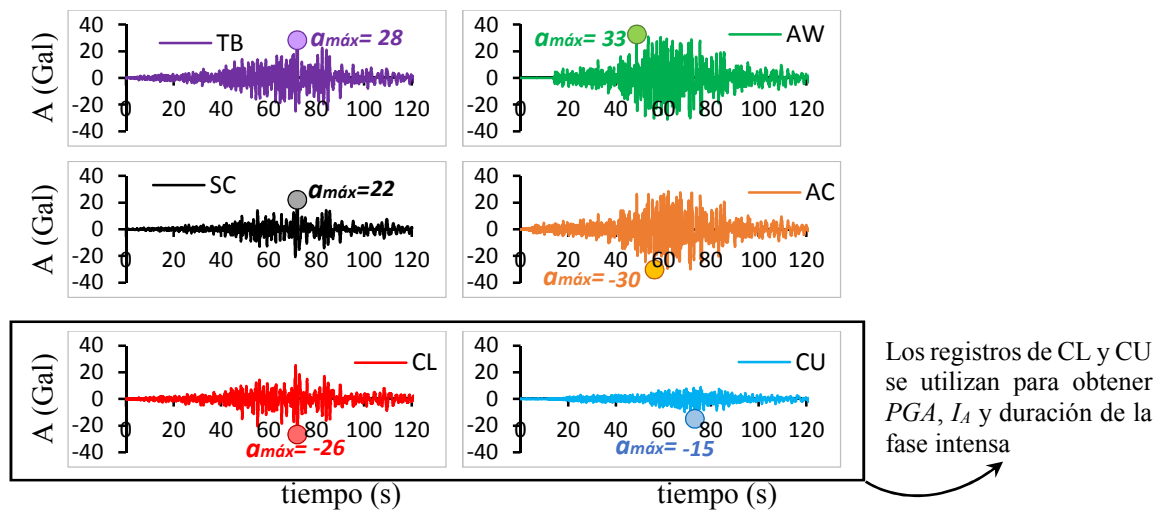 A (Gal)
40
20
0
-20
-40
0 20 40 60 80 100 120
TB
amáx= 28
40
20
0
-20
-40
0 20 40 60 80 100 120
amáx= 33
AW
A (Gal)
40
20
0
-20
-40
0 20 40 60 80 100 120
SC
amáx=22
40
20
0
-20
-40
0 20 40 60 80 100 120
AC
amáx= -30
A (Gal)
40
20
0
-20
-40
0 20 40 60 80 100 120
CL
amáx= -26
tiempo (s)
40
20
0
-20
-40
0 20 40 60 80 100 120
CU
amáx= -15
tiempo (s)
Los registros de CL y CU
se utilizan para obtener
PGA, IA y duración de la
fase intensa